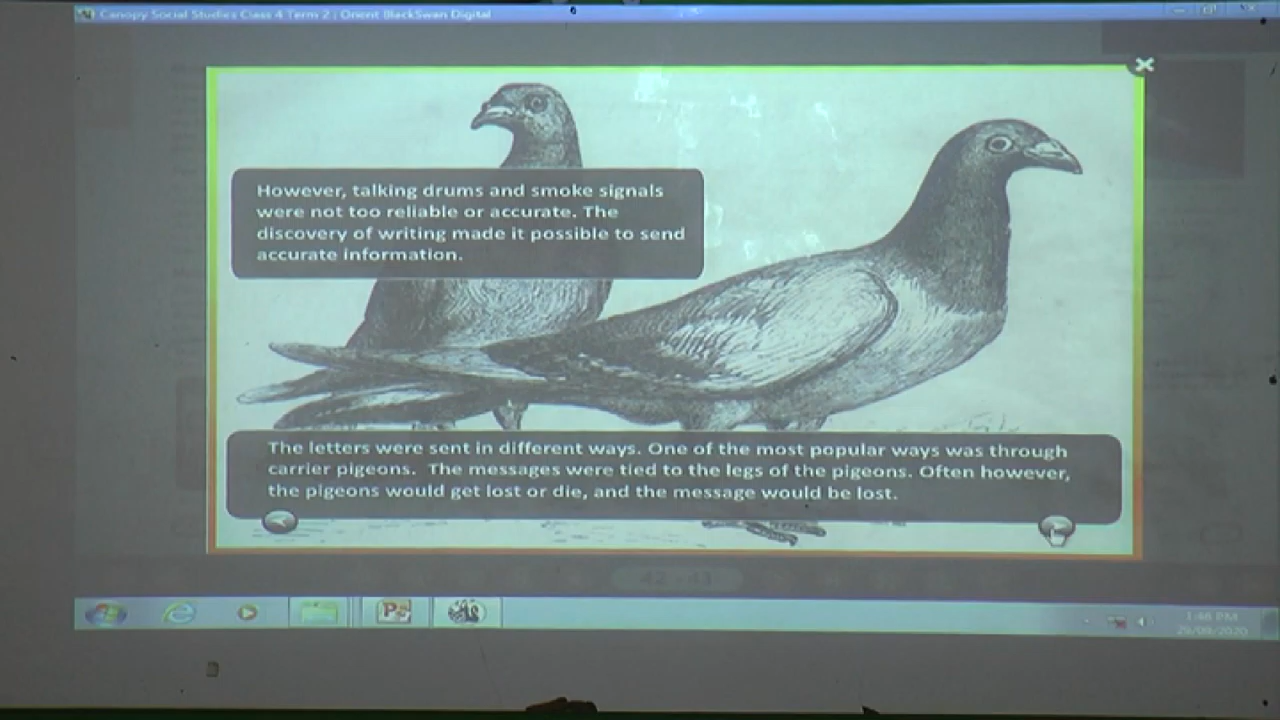 Canopy Social Studies Class 4 Term 2 : Orient BlackSwan Digital
However, talking drums and smoke signals
were not too reliable or accurate. The
discovery of writing made it possible to send
accurate information.
The letters were sent in different ways. One of the most popular ways was through
carrier pigeons. The messages were tied to the legs of the pigeons. Often however,
the pigeons would get lost or die, and the message would be lost.
42 - 43
1:46 PM